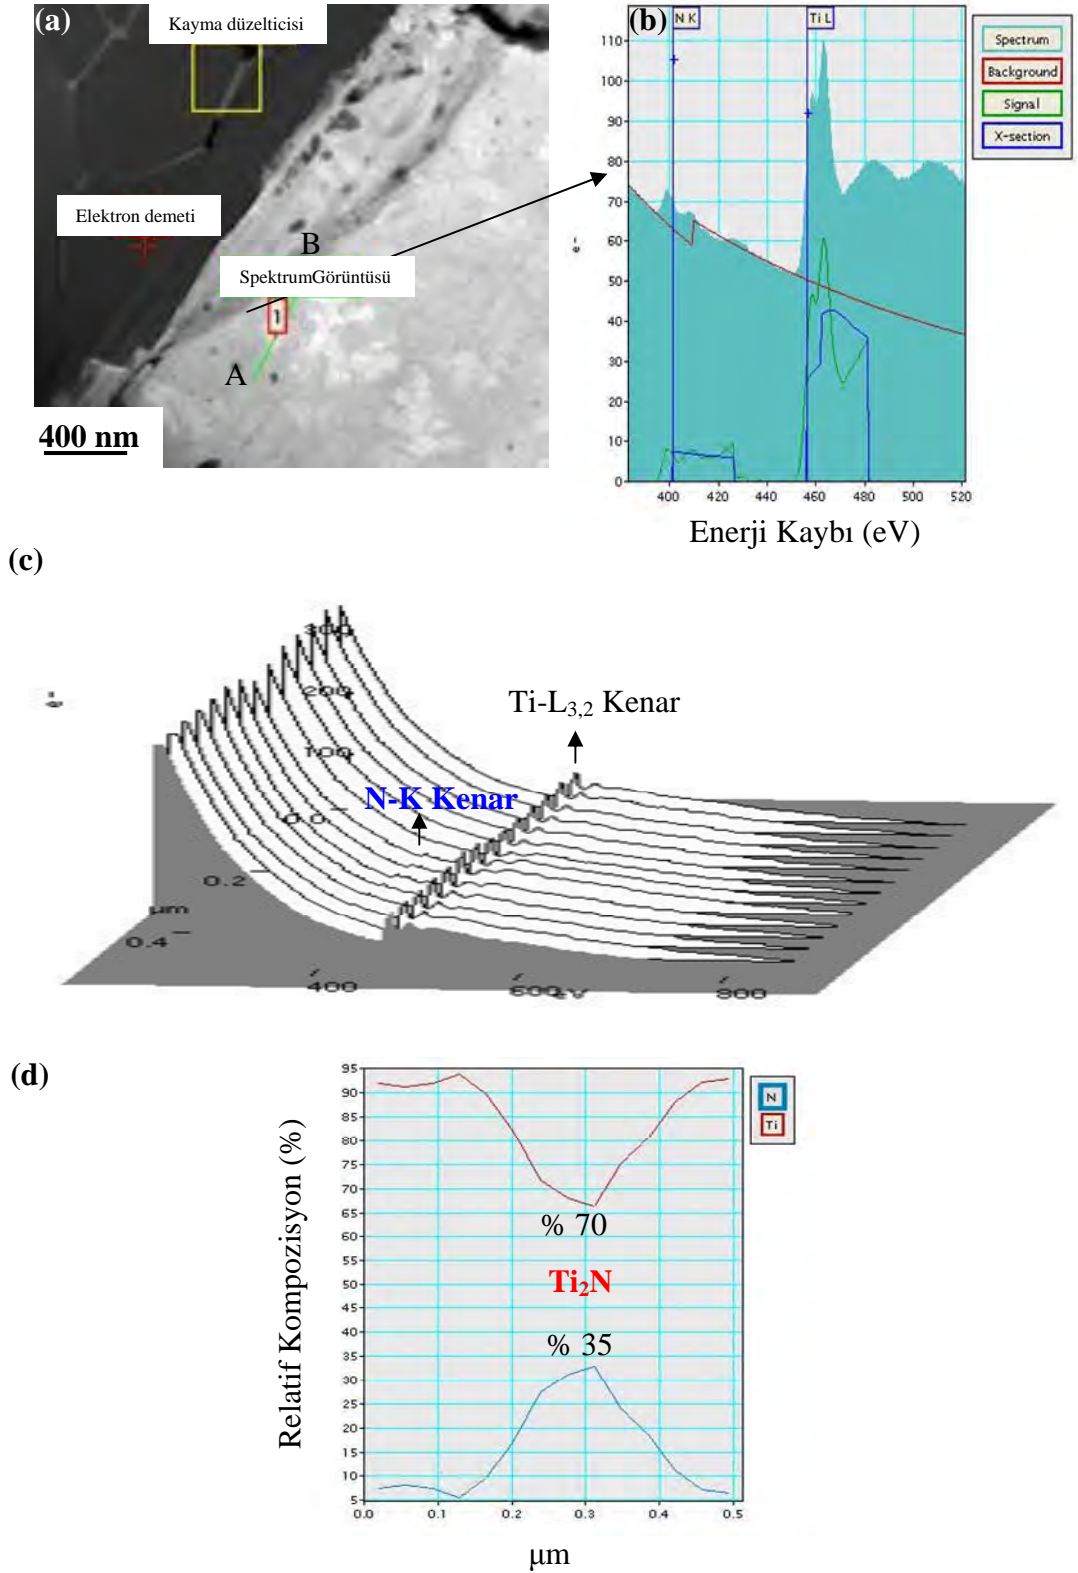 (a)
Kayma düzelticisi
Elektron demeti
B
SpektrumGörüntüsü
1
A
400 nm
(b)
N K
Ti L
110
100
90
80
70
60
50
40
30
20
10
0
e-
400 420 440 460 480 500 520
Enerji Kaybı (eV)
Spectrum
Background
Signal
X-section
(c)
e-
300
200
100
0.0
0.2
µm
0.4
400 600 eV 800
N-K Kenar
Ti-L3,2 Kenar
(d)
Relatif Kompozisyon (%)
95
90
85
80
75
70
65
60
55
50
45
40
35
30
25
20
15
10
5
0.0 0.1 0.2 0.3 0.4 0.5
µm
% 70
Ti2N
% 35
N
Ti